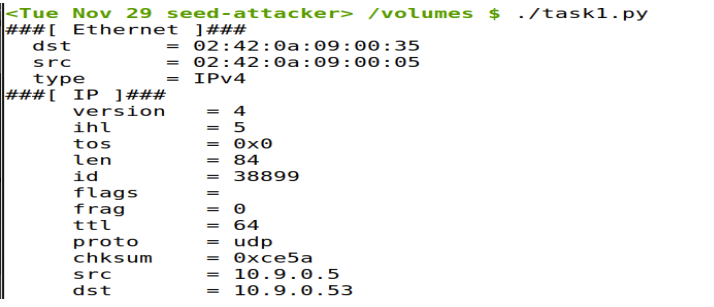 <Tue Nov 29 seed-attacker> /volumes $ ./task1.py
###[ Ethernet ]###
  dst       = 02:42:0a:09:00:35
  src       = 02:42:0a:09:00:05
  type      = IPv4
###[ IP ]###
     version   = 4
     ihl       = 5
     tos       = 0x0
     len       = 84
     id        = 38899
     flags     =
     frag      = 0
     ttl       = 64
     proto     = udp
     chksum    = 0xce5a
     src       = 10.9.0.5
     dst       = 10.9.0.53